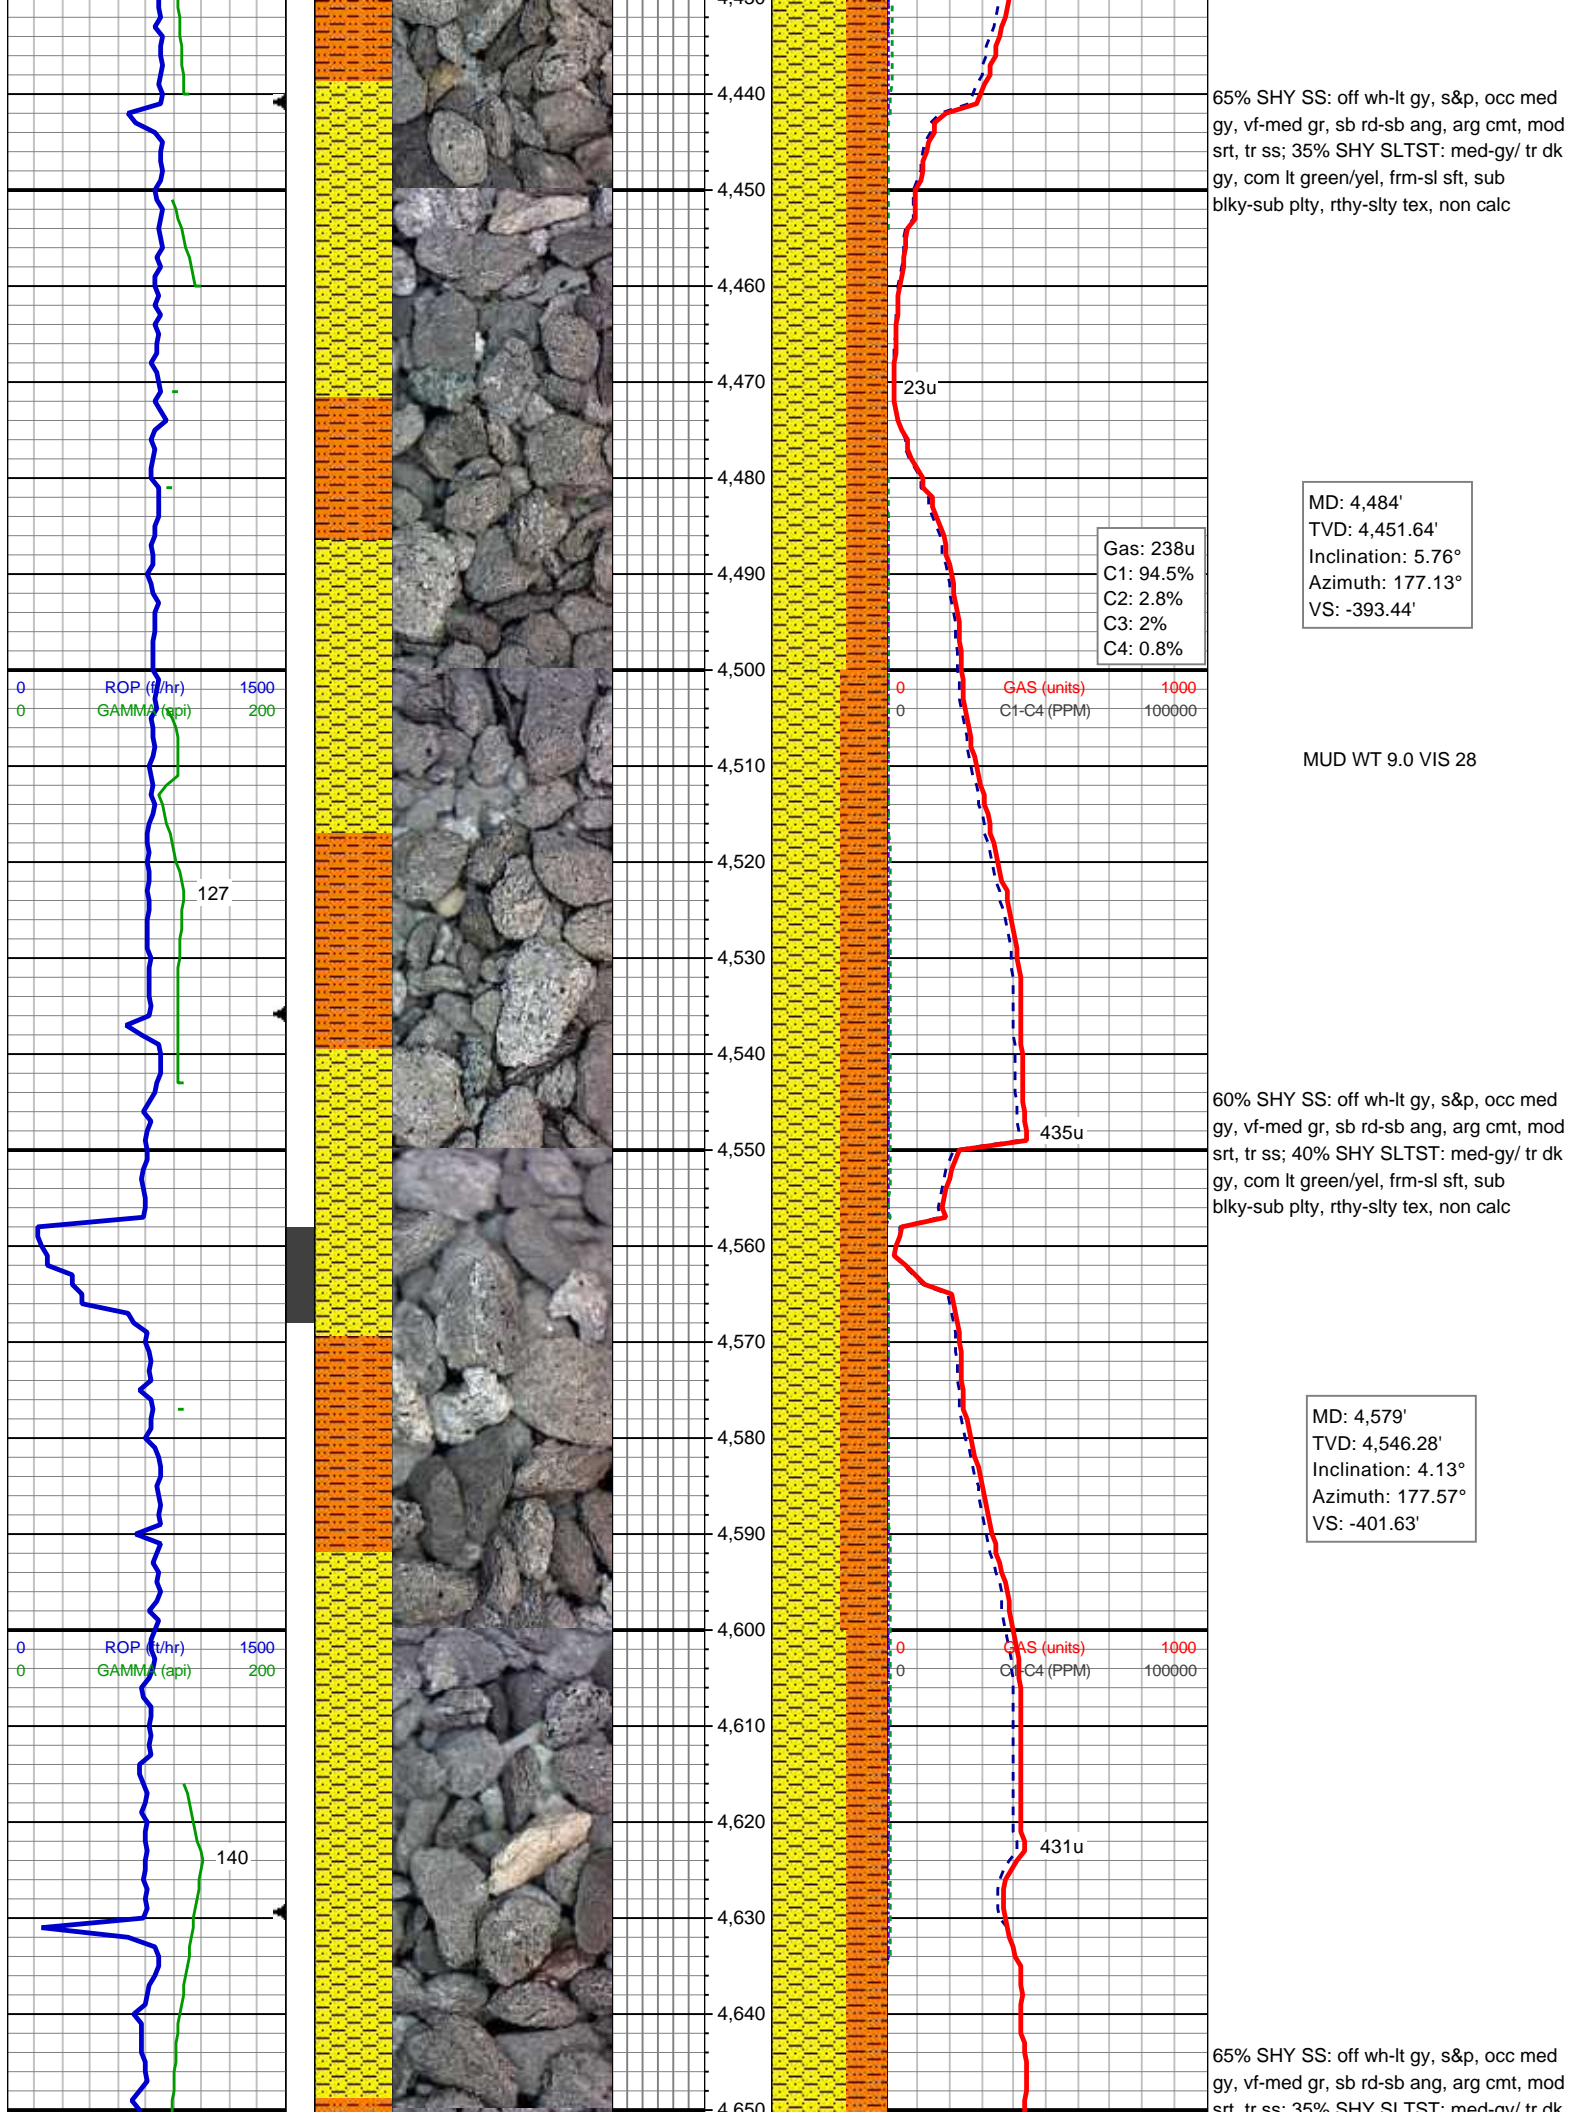 4,440
65% SHY SS: off wh-lt gy, s&p, occ med
gy, vf-med gr, sb rd-sb ang, arg cmt, mod
srt, tr ss; 35% SHY SLTST: med-gy/ tr dk
gy, com lt green/yel, frm-sl sft, sub
blky-sub plty, rthy-slty tex, non calc
4,450
4,460
4,470
23u
4,480
MD: 4,484'
TVD: 4,451.64'
Inclination: 5.76°
Azimuth: 177.13°
VS: -393.44'
Gas: 238u
C1: 94.5%
C2: 2.8%
C3: 2%
C4: 0.8%
4,490
4,500
0 ROP (ft/hr) 1500
0 GAMMA (api) 200
0 GAS (units) 1000
0 C1-C4 (PPM) 100000
MUD WT 9.0 VIS 28
4,510
4,520
127
4,530
4,540
435u
60% SHY SS: off wh-lt gy, s&p, occ med
gy, vf-med gr, sb rd-sb ang, arg cmt, mod
srt, tr ss; 40% SHY SLTST: med-gy/ tr dk
gy, com lt green/yel, frm-sl sft, sub
blky-sub plty, rthy-slty tex, non calc
4,550
4,560
4,570
MD: 4,579'
TVD: 4,546.28'
Inclination: 4.13°
Azimuth: 177.57°
VS: -401.63'
4,580
4,590
4,600
0 ROP (ft/hr) 1500
0 GAMMA (api) 200
0 GAS (units) 1000
0 C1-C4 (PPM) 100000
4,610
4,620
431u
140
4,630
4,640
65% SHY SS: off wh-lt gy, s&p, occ med
gy, vf-med gr, sb rd-sb ang, arg cmt, mod
srt, tr ss; 35% SHY SLTST: med-gy/ tr dk
4,650